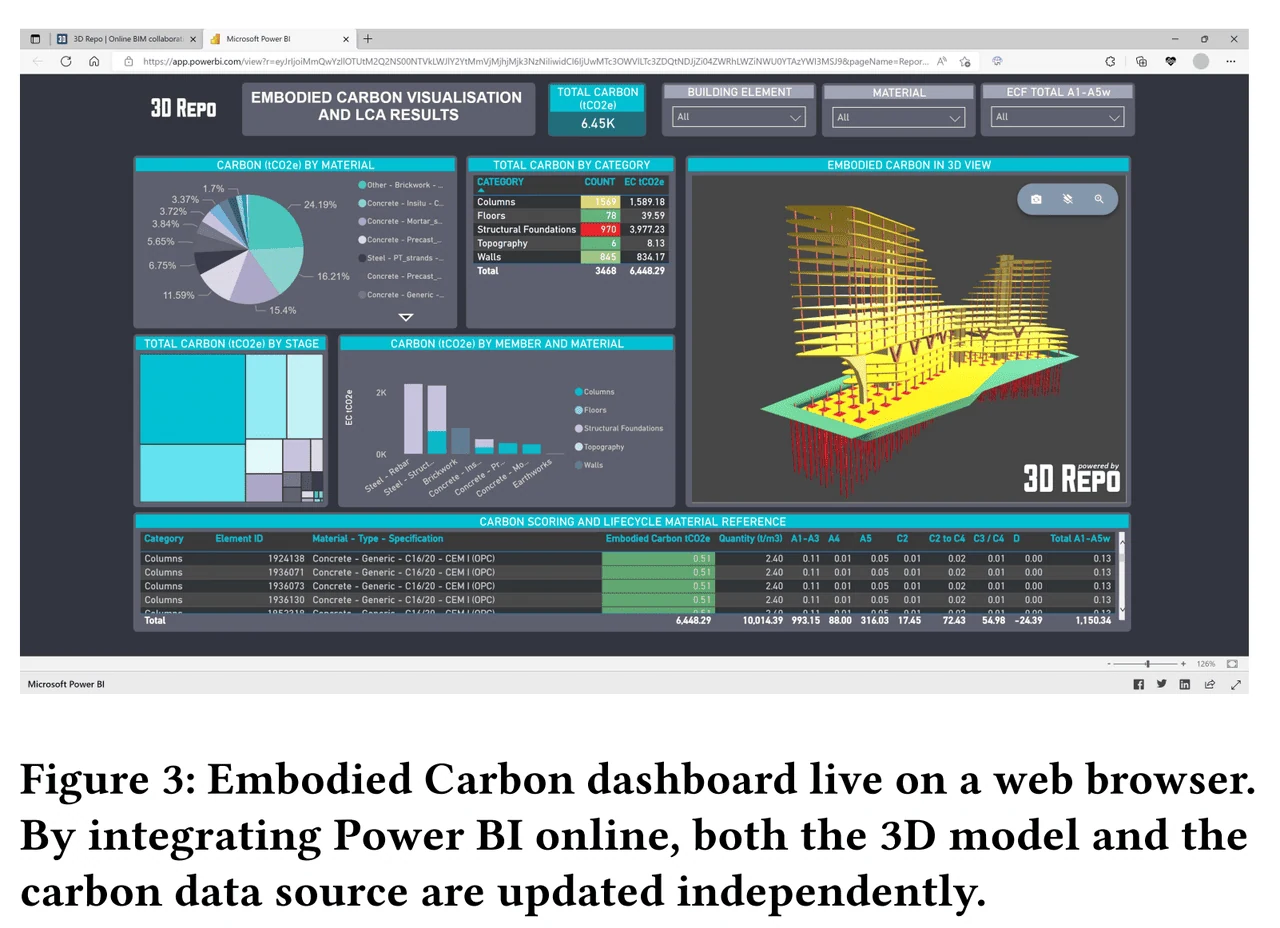 3D Repo | Online BIM collaborat
Microsoft Power BI
https://app.powerbi.com/view?r=
3D REPO
EMBODIED CARBON VISUALISATION
AND LCA RESULTS
TOTAL CARBON
(tCO2e)
6.45K
BUILDING ELEMENT
All
MATERIAL
All
ECF TOTAL A1-A5w
All
CARBON (tCO2e) BY MATERIAL
1.7%
3.37%
3.72%
3.84%
5.65%
6.75%
11.59%
15.4%
16.21%
24.19%
Other - Brickwork - ...
Concrete - Insitu - C...
Concrete - Mortar_s...
Concrete - Precast_...
Steel - PT_strands -...
Concrete - Precast_...
Concrete - Generic -...
TOTAL CARBON BY CATEGORY
CATEGORY COUNT EC tCO2e
Columns 1569 1,589.18
Floors 78 39.59
Structural Foundations 970 3,977.23
Topography 6 8.13
Walls 845 834.17
Total 3468 6,448.29
EMBODIED CARBON IN 3D VIEW
powered by
3D REPO
TOTAL CARBON (tCO2e) BY STAGE
CARBON (tCO2e) BY MEMBER AND MATERIAL
EC tCO2e
2K
0K
Steel - Rebar
Steel - Struct...
Brickwork
Concrete - Ins...
Concrete - Pr...
Concrete - Mo...
Earthworks
Columns
Floors
Structural Foundations
Topography
Walls
CARBON SCORING AND LIFECYCLE MATERIAL REFERENCE
Category Element ID Material - Type - Specification Embodied Carbon tCO2e Quantity (t/m3) A1-A3 A4 A5 C2 C2 to C4 C3 / C4 D Total A1-A5w
Columns 1924138 Concrete - Generic - C16/20 - CEM I (OPC) 0.51 2.40 0.11 0.01 0.05 0.01 0.02 0.01 0.00 0.13
Columns 1936071 Concrete - Generic - C16/20 - CEM I (OPC) 0.51 2.40 0.11 0.01 0.05 0.01 0.02 0.01 0.00 0.13
Columns 1936073 Concrete - Generic - C16/20 - CEM I (OPC) 0.51 2.40 0.11 0.01 0.05 0.01 0.02 0.01 0.00 0.13
Columns 1936130 Concrete - Generic - C16/20 - CEM I (OPC) 0.51 2.40 0.11 0.01 0.05 0.01 0.02 0.01 0.00 0.13
Total 6,448.29 10,014.39 993.15 88.00 316.03 17.45 72.43 54.98 -24.39 1,150.34
- + 126%
Microsoft Power BI
Figure 3: Embodied Carbon dashboard live on a web browser.
By integrating Power BI online, both the 3D model and the
carbon data source are updated independently.